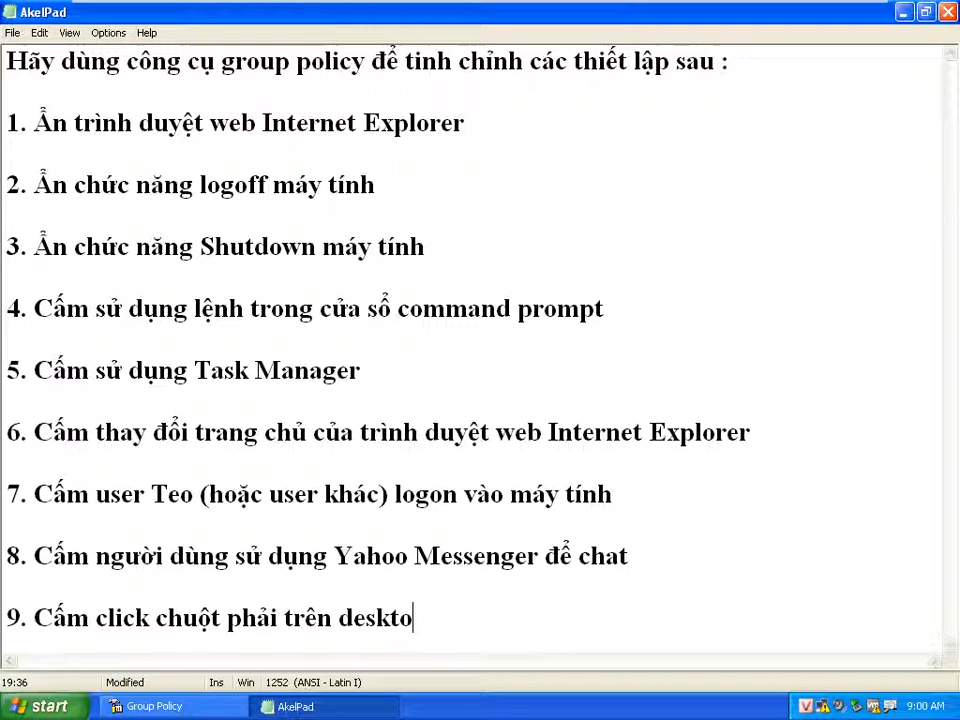 AkelPad
File Edit View Options Help
Hãy dùng công cụ group policy để tinh chỉnh các thiết lập sau :
1. Ẩn trình duyệt web Internet Explorer
2. Ẩn chức năng logoff máy tính
3. Ẩn chức năng Shutdown máy tính
4. Cấm sử dụng lệnh trong cửa sổ command prompt
5. Cấm sử dụng Task Manager
6. Cấm thay đổi trang chủ của trình duyệt web Internet Explorer
7. Cấm user Teo (hoặc user khác) logon vào máy tính
8. Cấm người dùng sử dụng Yahoo Messenger để chat
9. Cấm click chuột phải trên deskto
19:36 Modified Ins Win 1252 (ANSI - Latin I)
start Group Policy AkelPad V 9:00 AM